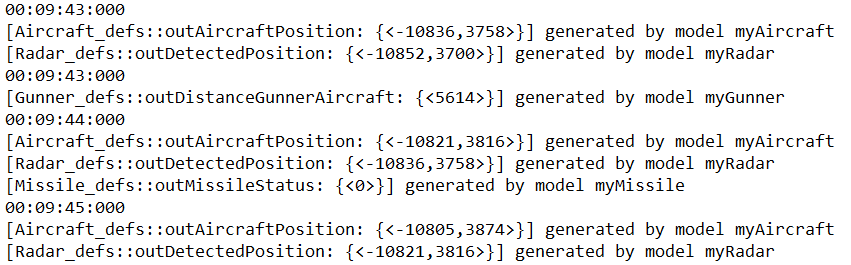 00:09:43:000
[Aircraft_defs::outAircraftPosition: {<-10836,3758>}] generated by model myAircraft
[Radar_defs::outDetectedPosition: {<-10852,3700>}] generated by model myRadar
00:09:43:000
[Gunner_defs::outDistanceGunnerAircraft: {<5614>}] generated by model myGunner
00:09:44:000
[Aircraft_defs::outAircraftPosition: {<-10821,3816>}] generated by model myAircraft
[Radar_defs::outDetectedPosition: {<-10836,3758>}] generated by model myRadar
[Missile_defs::outMissileStatus: {<0>}] generated by model myMissile
00:09:45:000
[Aircraft_defs::outAircraftPosition: {<-10805,3874>}] generated by model myAircraft
[Radar_defs::outDetectedPosition: {<-10821,3816>}] generated by model myRadar